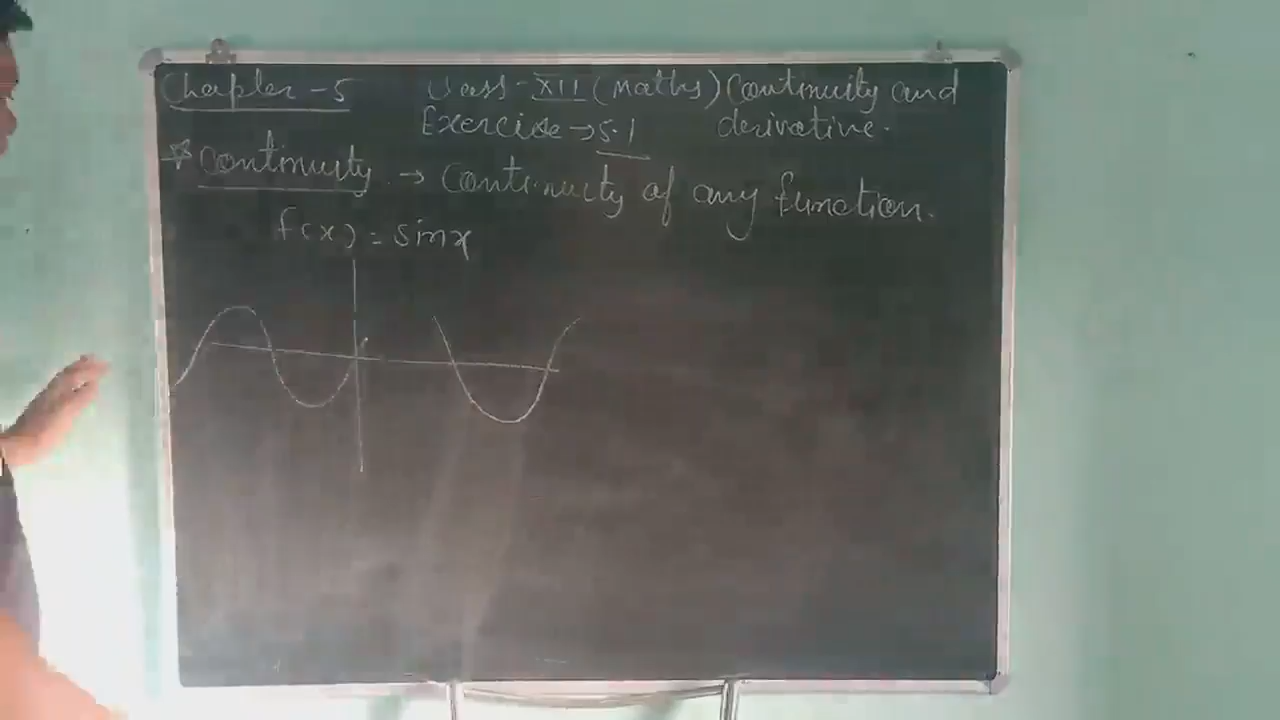 Chapter - 5 Class - XII (Maths) Continuity and
Exercise → 5.1 derivative.
* Continuity → Continuity of any function.
f(x) = sinx